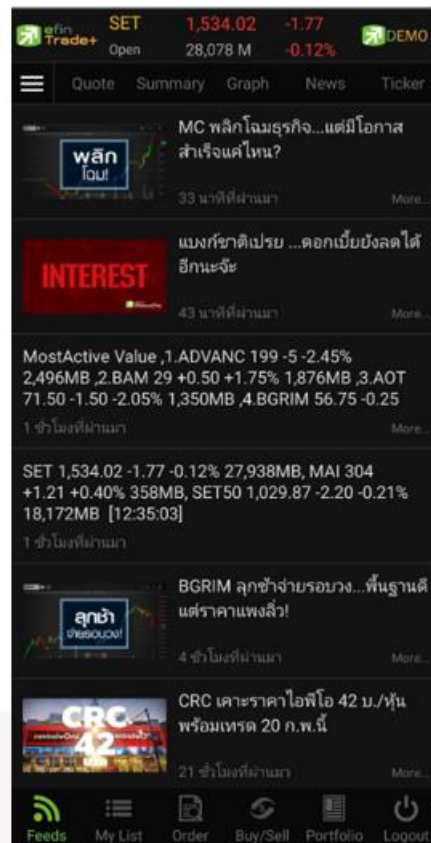 efin
Trade+
SET 1,534.02 -1.77
Open 28,078 M -0.12%
DEMO
Quote Summary Graph News Ticker
พลิก
โฉม!
MC พลิกโฉมธุรกิจ...แต่มีโอกาส
สำเร็จแค่ไหน?
33 นาทีที่ผ่านมา More...
INTEREST
แบงก์ชาติเปรย ...ดอกเบี้ยยังลดได้
อีกนะจ๊ะ
43 นาทีที่ผ่านมา More...
MostActive Value ,1.ADVANC 199 -5 -2.45%
2,496MB ,2.BAM 29 +0.50 +1.75% 1,876MB ,3.AOT
71.50 -1.50 -2.05% 1,350MB ,4.BGRIM 56.75 -0.25
1 ชั่วโมงที่ผ่านมา More...
SET 1,534.02 -1.77 -0.12% 27,938MB, MAI 304
+1.21 +0.40% 358MB, SET50 1,029.87 -2.20 -0.21%
18,172MB [12:35:03]
1 ชั่วโมงที่ผ่านมา
ลุกช้า
จ่ายรอบวง!
BGRIM ลุกช้าจ่ายรอบวง...พื้นฐานดี
แต่ราคาแพงลิ่ว!
4 ชั่วโมงที่ผ่านมา More...
CRC
42
บาท
CRC เคาะราคาไอพีโอ 42 บ./หุ้น
พร้อมเทรด 20 ก.พ.นี้
21 ชั่วโมงที่ผ่านมา More...
Feeds My List Order Buy/Sell Portfolio Logout